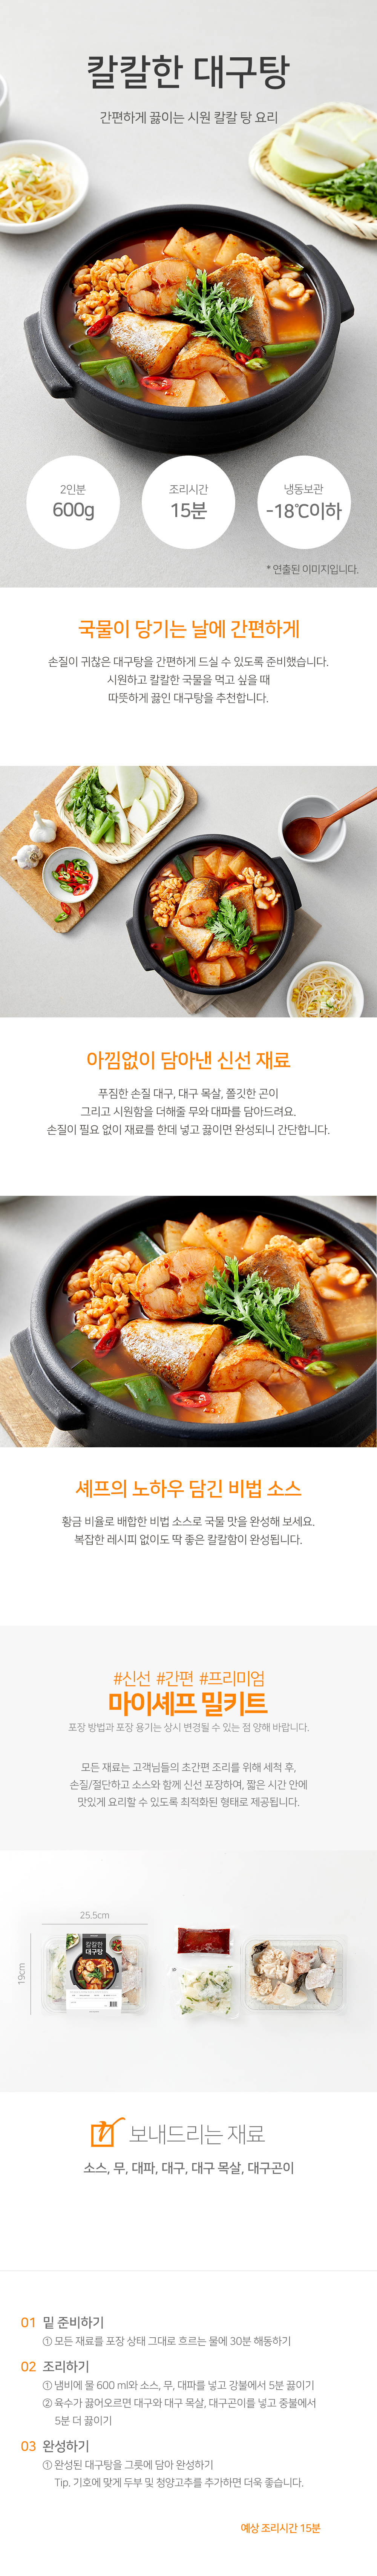 칼칼한 대구탕
간편하게 끓이는 시원 칼칼 탕 요리
2인분
600g
조리시간
15분
냉동보관
-18℃이하
* 연출된 이미지입니다.
국물이 당기는 날에 간편하게
손질이 귀찮은 대구탕을 간편하게 드실 수 있도록 준비했습니다.
시원하고 칼칼한 국물을 먹고 싶을 때
따뜻하게 끓인 대구탕을 추천합니다.
아낌없이 담아낸 신선 재료
푸짐한 손질 대구, 대구 목살, 쫄깃한 곤이
그리고 시원함을 더해줄 무와 대파를 담아드려요.
손질이 필요 없이 재료를 한데 넣고 끓이면 완성되니 간단합니다.
셰프의 노하우 담긴 비법 소스
황금 비율로 배합한 비법 소스로 국물 맛을 완성해 보세요.
복잡한 레시피 없이도 딱 좋은 칼칼함이 완성됩니다.
#신선 #간편 #프리미엄
마이셰프 밀키트
포장 방법과 포장 용기는 상시 변경될 수 있는 점 양해 바랍니다.
모든 재료는 고객님들의 초간편 조리를 위해 세척 후,
손질/절단하고 소스와 함께 신선 포장하여, 짧은 시간 안에
맛있게 요리할 수 있도록 최적화된 형태로 제공됩니다.
25.5cm
19cm
칼칼한
대구탕
보내드리는 재료
소스, 무, 대파, 대구, 대구 목살, 대구곤이
01 밑 준비하기
① 모든 재료를 포장 상태 그대로 흐르는 물에 30분 해동하기
02 조리하기
① 냄비에 물 600 ml와 소스, 무, 대파를 넣고 강불에서 5분 끓이기
② 육수가 끓어오르면 대구와 대구 목살, 대구곤이를 넣고 중불에서
5분 더 끓이기
03 완성하기
① 완성된 대구탕을 그릇에 담아 완성하기
Tip. 기호에 맞게 두부 및 청양고추를 추가하면 더욱 좋습니다.
예상 조리시간 15분